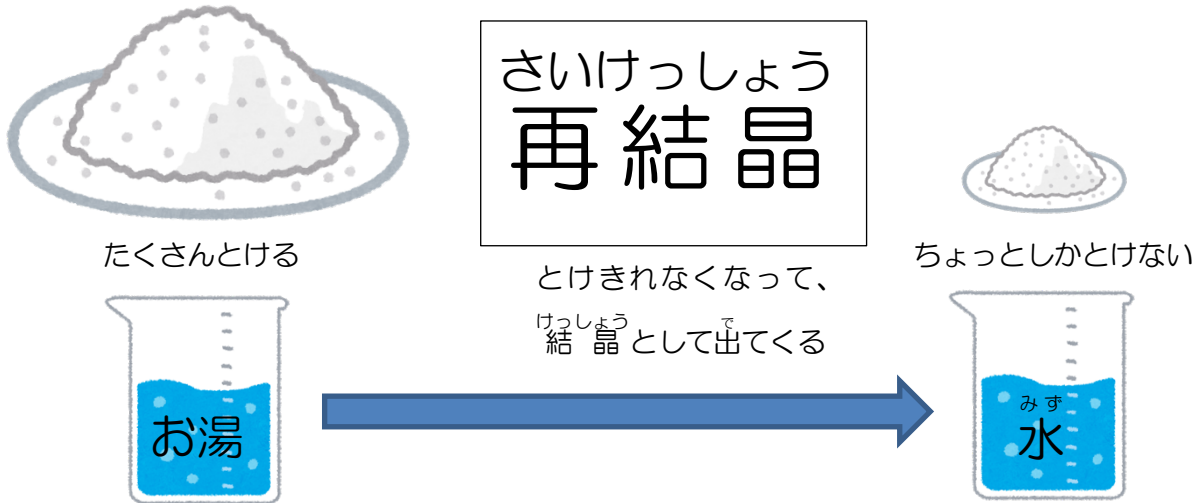 さいけっしょう
再結晶
たくさんとける
ちょっとしかとけない
とけきれなくなって、
けっしょう で
結晶として出てくる
お湯
みず
水